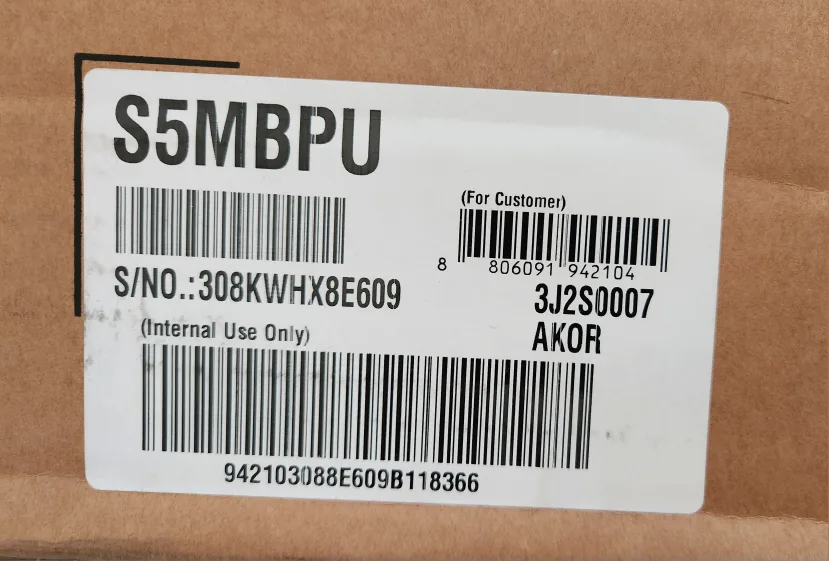 S5MBPU
(For Customer)
8 806091 942104
S/NO.:308KWHX8E609
3J2S0007
AKOR
(Internal Use Only)
942103088E609B118366